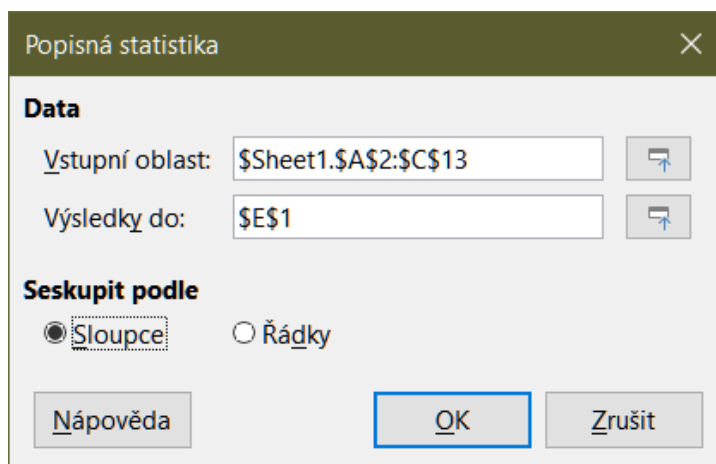 Popisná statistika
Data
Vstupní oblast: $Sheet1.$A$2:$C$13
Výsledky do: $E$1
Seskupit podle
Sloupce Řádky
Nápověda OK Zrušit